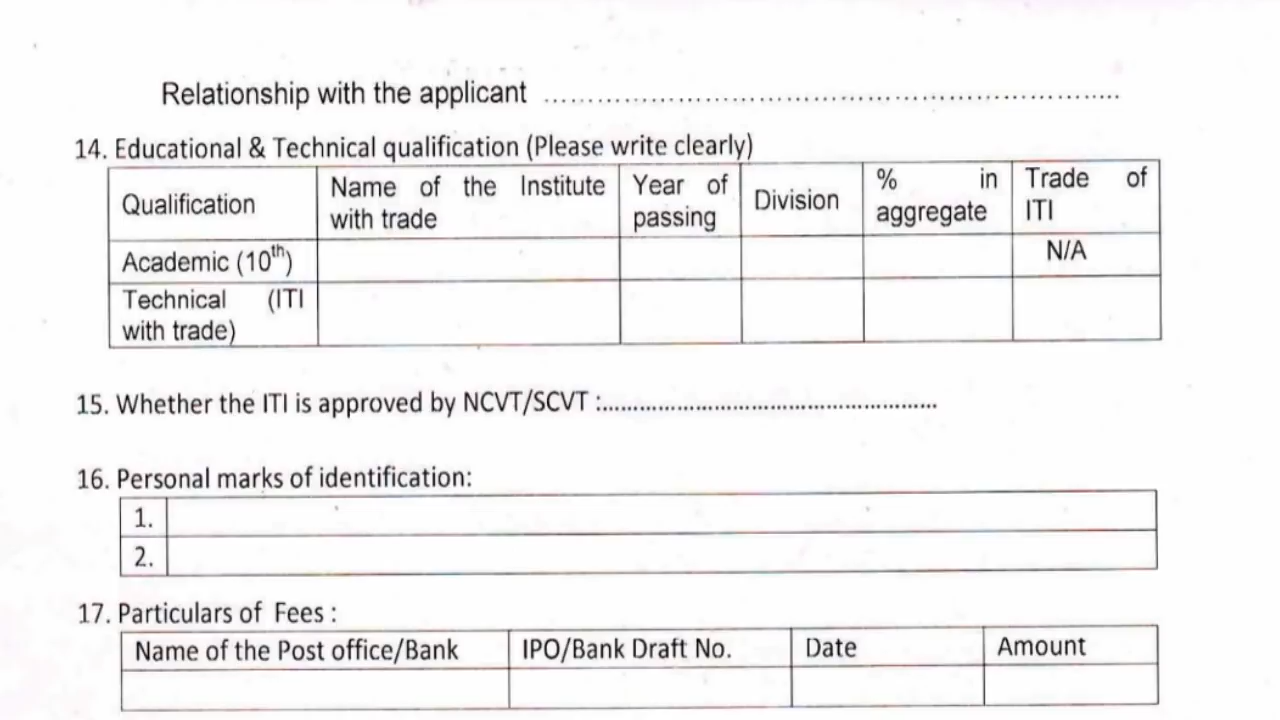 Relationship with the applicant ..........................................................................
14. Educational & Technical qualification (Please write clearly)
Qualification Name of the Institute with trade Year of passing Division % in aggregate Trade of ITI
Academic (10th) N/A
Technical (ITI with trade)
15. Whether the ITI is approved by NCVT/SCVT :........................................................
16. Personal marks of identification:
1.
2.
17. Particulars of Fees :
Name of the Post office/Bank IPO/Bank Draft No. Date Amount